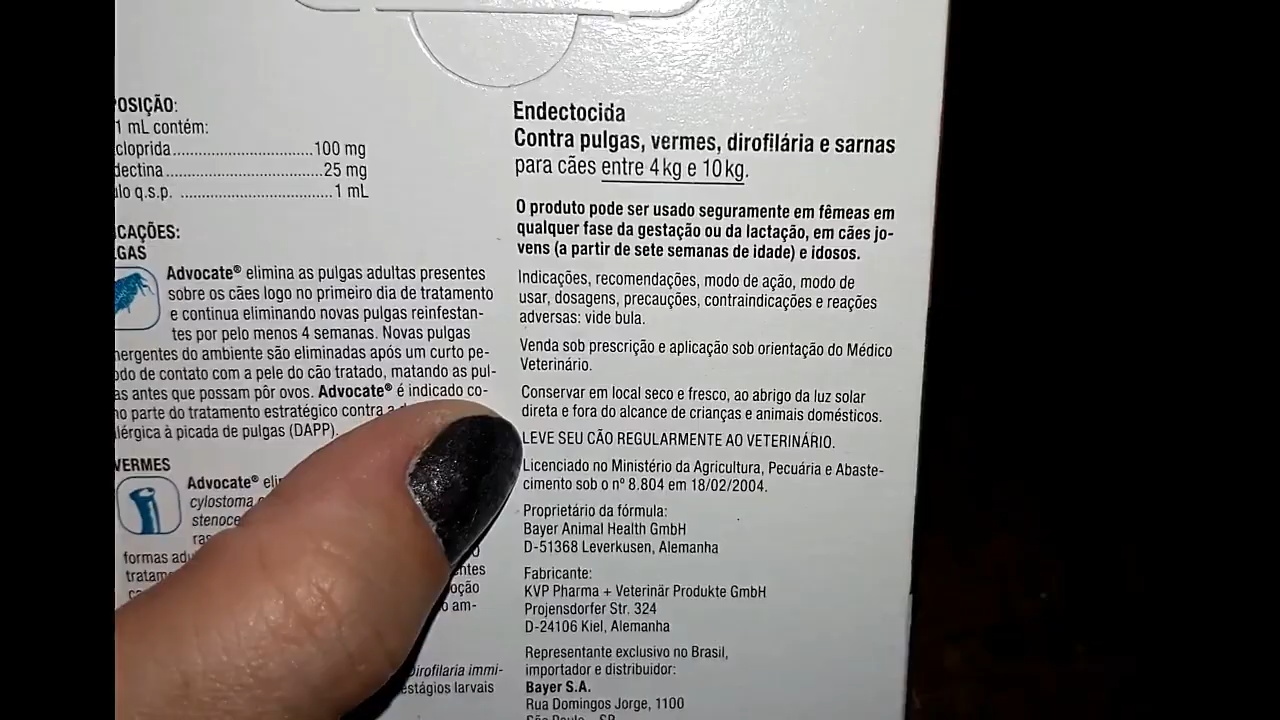 POSIÇÃO:
1 mL contém:
cloprida..............................100 mg
dectina.................................25 mg
q.s.p. .................................1 mL
CAÇÕES:
GAS
Advocate® elimina as pulgas adultas presentes
sobre os cães logo no primeiro dia de tratamento
e continua eliminando novas pulgas reinfestan-
tes por pelo menos 4 semanas. Novas pulgas
mergentes do ambiente são eliminadas após um curto pe-
odo de contato com a pele do cão tratado, matando as pul-
as antes que possam pôr ovos. Advocate® é indicado co-
o parte do tratamento estratégico contra a
lérgica à picada de pulgas (DAPP).
VERMES
Advocate® eli
cylostoma
stenoce
ras
formas adu
tratam
entes
oção
am-
Dirofilaria immi-
estágios larvais
Endectocida
Contra pulgas, vermes, dirofilária e sarnas
para cães entre 4 kg e 10 kg.
O produto pode ser usado seguramente em fêmeas em
qualquer fase da gestação ou da lactação, em cães jo-
vens (a partir de sete semanas de idade) e idosos.
Indicações, recomendações, modo de ação, modo de
usar, dosagens, precauções, contraindicações e reações
adversas: vide bula.
Venda sob prescrição e aplicação sob orientação do Médico
Veterinário.
Conservar em local seco e fresco, ao abrigo da luz solar
direta e fora do alcance de crianças e animais domésticos.
LEVE SEU CÃO REGULARMENTE AO VETERINÁRIO.
Licenciado no Ministério da Agricultura, Pecuária e Abaste-
cimento sob o nº 8.804 em 18/02/2004.
Proprietário da fórmula:
Bayer Animal Health GmbH
D-51368 Leverkusen, Alemanha
Fabricante:
KVP Pharma + Veterinär Produkte GmbH
Projensdorfer Str. 324
D-24106 Kiel, Alemanha
Representante exclusivo no Brasil,
importador e distribuidor:
Bayer S.A.
Rua Domingos Jorge, 1100
São Paulo - SP